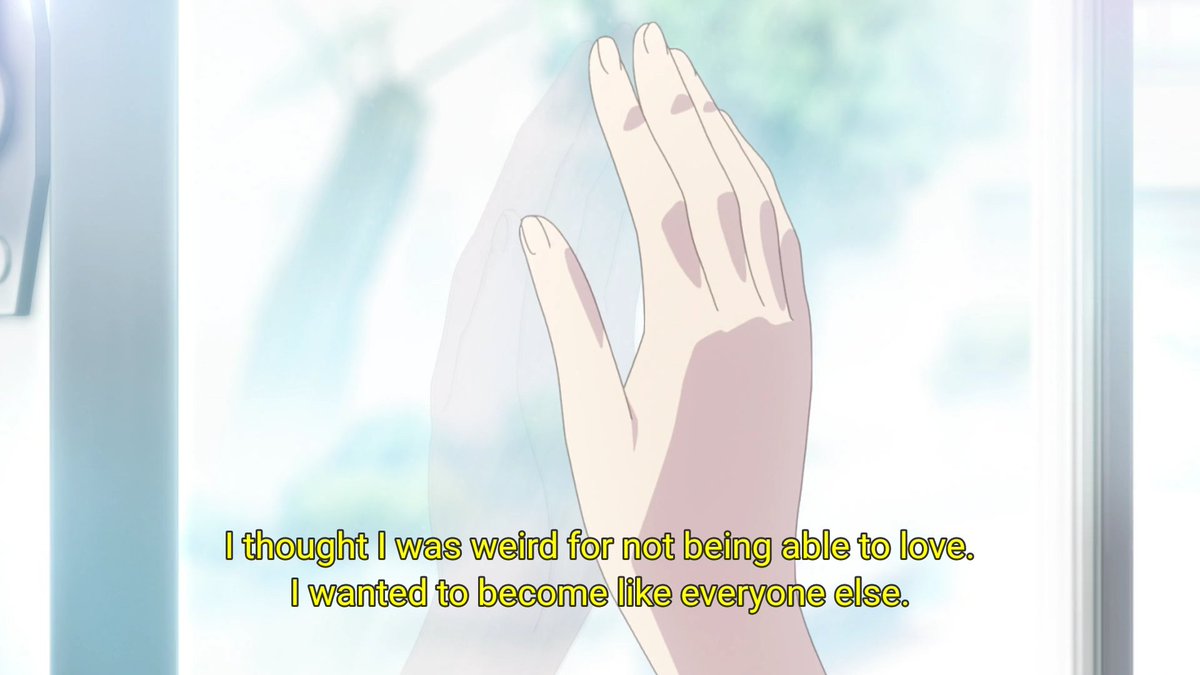 I thought I was weird for not being able to love.
I wanted to become like everyone else.